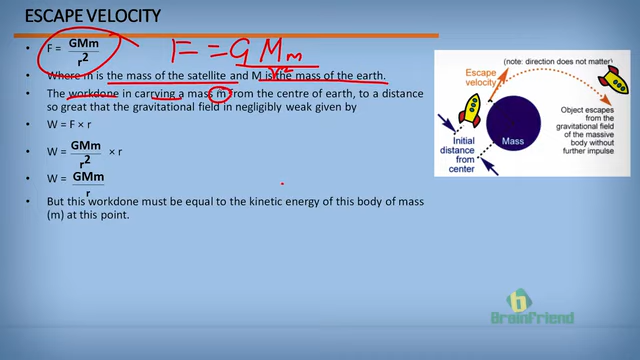 ESCAPE VELOCITY
• F = GMm
r²
F = GMm
r²
• Where m is the mass of the satellite and M is the mass of the earth.
• The workdone in carrying a mass m from the centre of earth, to a distance
so great that the gravitational field in negligibly weak given by
• W = F × r
• W = GMm × r
r²
• W = GMm
r
• But this workdone must be equal to the kinetic energy of this body of mass
(m) at this point.
(note: direction does not matter)
Escape
velocity
Mass
Initial
distance
from
center
Object
escapes
from the
gravitational
field of
the massive
body without
further impulse
b
Brainfriend